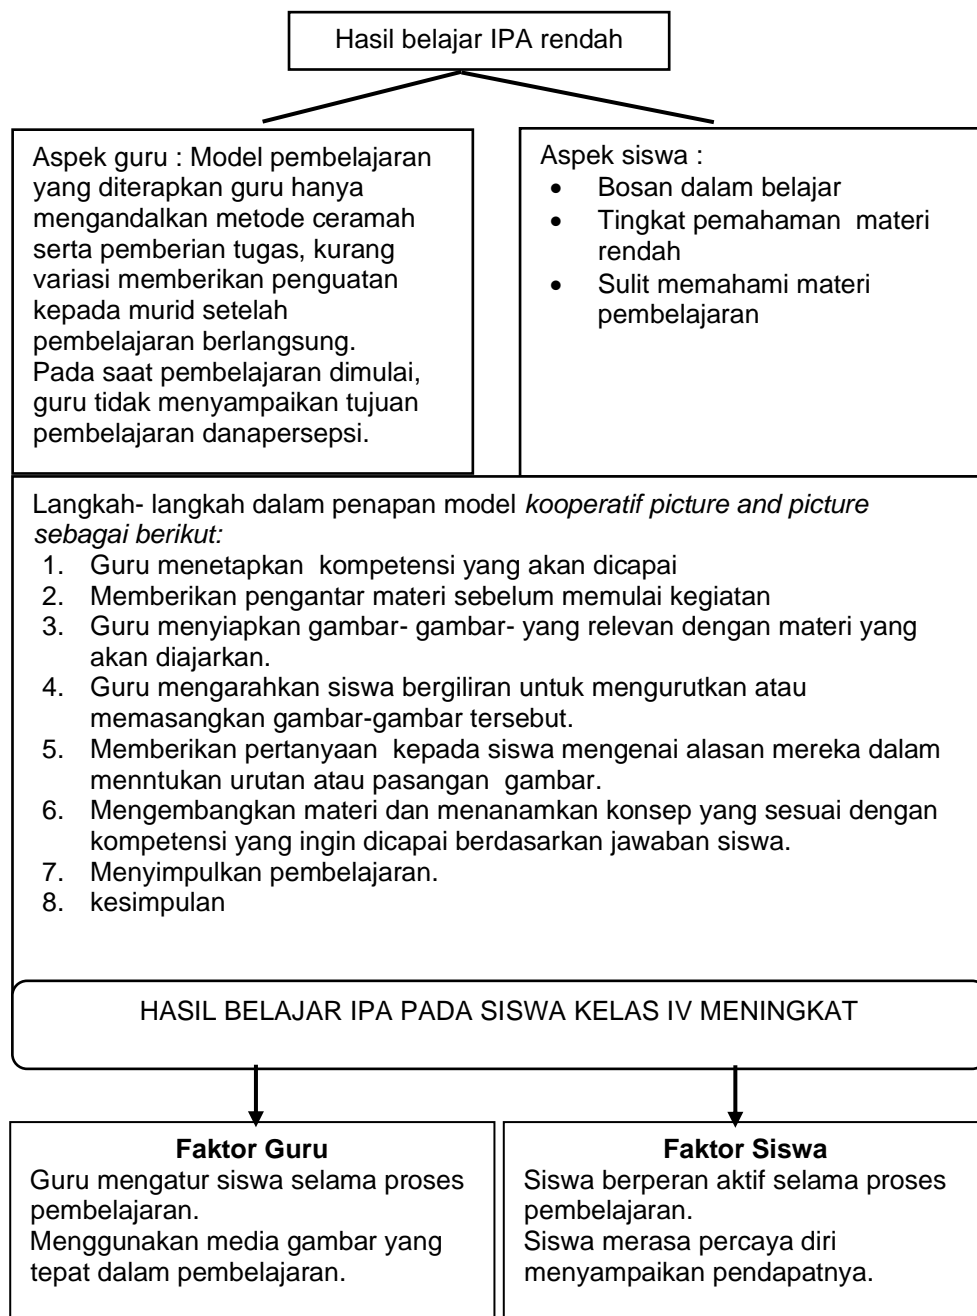 Hasil belajar IPA rendah
Aspek guru : Model pembelajaran
yang diterapkan guru hanya
mengandalkan metode ceramah
serta pemberian tugas, kurang
variasi memberikan penguatan
kepada murid setelah
pembelajaran berlangsung.
Pada saat pembelajaran dimulai,
guru tidak menyampaikan tujuan
pembelajaran danapersepsi.
Aspek siswa :
• Bosan dalam belajar
• Tingkat pemahaman materi
rendah
• Sulit memahami materi
pembelajaran
Langkah- langkah dalam penapan model kooperatif picture and picture
sebagai berikut:
1. Guru menetapkan kompetensi yang akan dicapai
2. Memberikan pengantar materi sebelum memulai kegiatan
3. Guru menyiapkan gambar- gambar- yang relevan dengan materi yang
akan diajarkan.
4. Guru mengarahkan siswa bergiliran untuk mengurutkan atau
memasangkan gambar-gambar tersebut.
5. Memberikan pertanyaan kepada siswa mengenai alasan mereka dalam
menntukan urutan atau pasangan gambar.
6. Mengembangkan materi dan menanamkan konsep yang sesuai dengan
kompetensi yang ingin dicapai berdasarkan jawaban siswa.
7. Menyimpulkan pembelajaran.
8. kesimpulan
HASIL BELAJAR IPA PADA SISWA KELAS IV MENINGKAT
Faktor Guru
Guru mengatur siswa selama proses
pembelajaran.
Menggunakan media gambar yang
tepat dalam pembelajaran.
Faktor Siswa
Siswa berperan aktif selama proses
pembelajaran.
Siswa merasa percaya diri
menyampaikan pendapatnya.